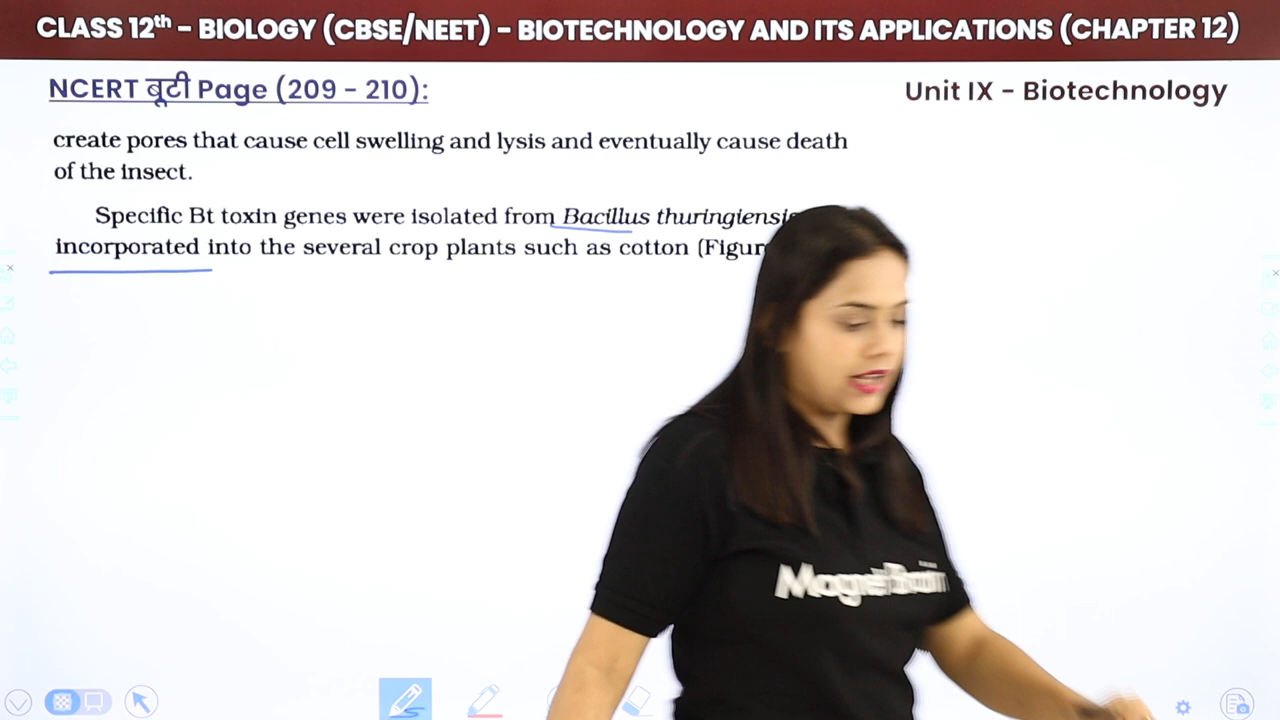 CLASS 12th – BIOLOGY (CBSE/NEET) – BIOTECHNOLOGY AND ITS APPLICATIONS (CHAPTER 12)
NCERT बूटी Page (209 – 210):
Unit IX – Biotechnology
create pores that cause cell swelling and lysis and eventually cause death
of the insect.
Specific Bt toxin genes were isolated from Bacillus
incorporated into the several crop plants such as cotton